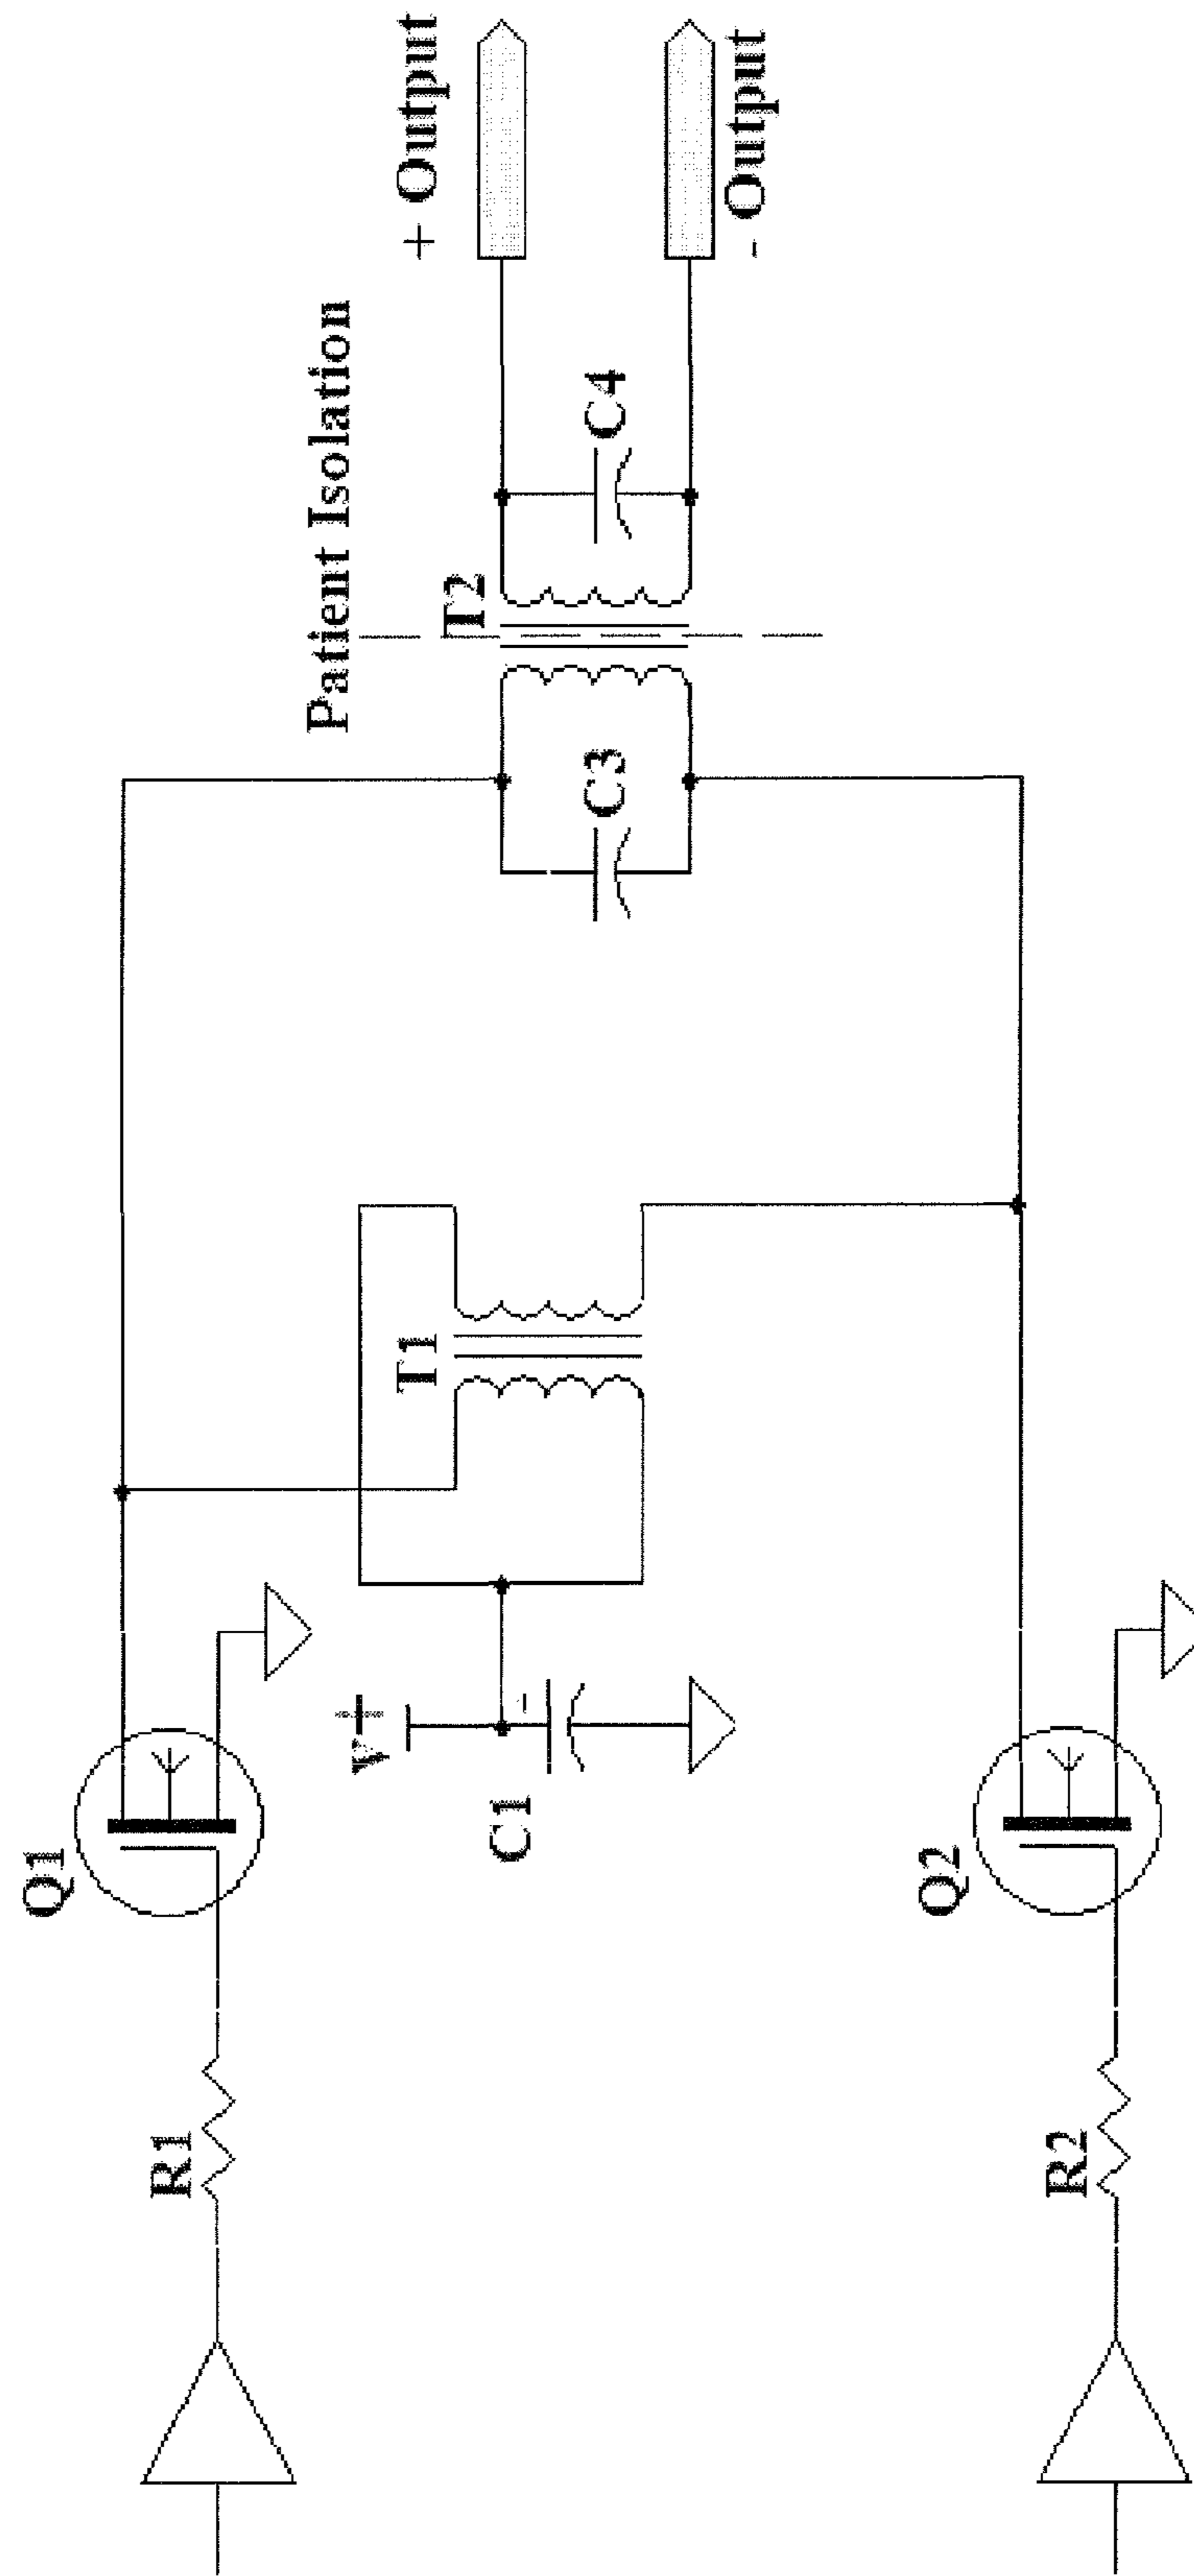 + Output
- Output
Patient Isolation
T2
C4
C3
T1
Q1
V+
C1
-
Q2
R1
R2